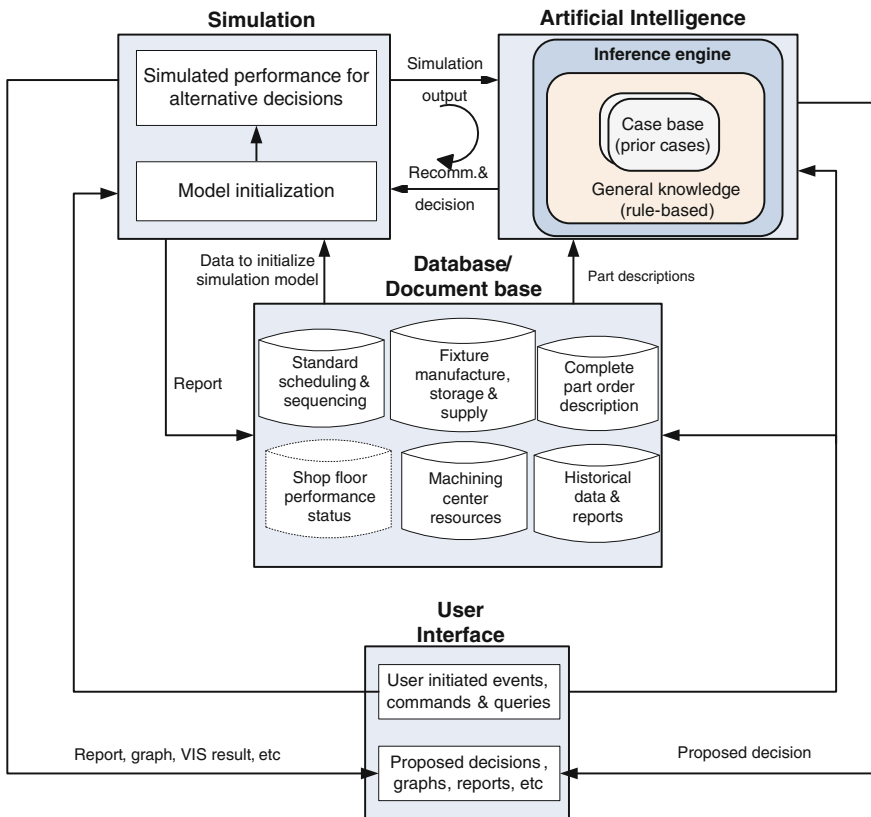 Simulation
Artificial Intelligence
Simulated performance for
alternative decisions
Model initialization
Simulation
output
Recomm.&
decision
Inference engine
Case base
(prior cases)
General knowledge
(rule-based)
Data to initialize
simulation model
Database/
Document base
Part descriptions
Report
Standard
scheduling &
sequencing
Fixture
manufacture,
storage &
supply
Complete
part order
description
Shop floor
performance
status
Machining
center
resources
Historical
data &
reports
User
Interface
User initiated events,
commands & queries
Report, graph, VIS result, etc
Proposed decisions,
graphs, reports, etc
Proposed decision